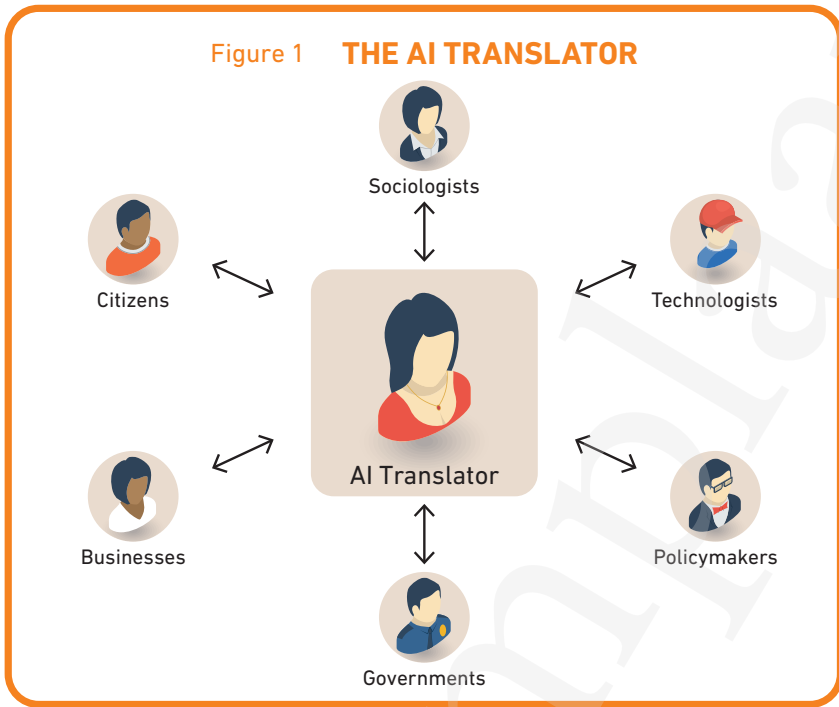 Figure 1 THE AI TRANSLATOR
Sociologists
Citizens
Technologists
AI Translator
Businesses
Policymakers
Governments